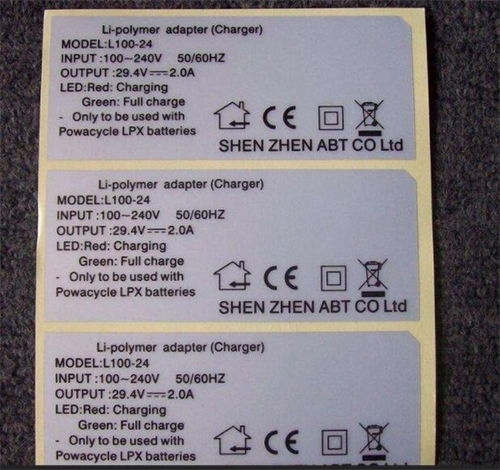 Li-polymer adapter (Charger)
MODEL:L100-24
INPUT :100~240V 50/60HZ
OUTPUT :29.4V⎓2.0A
LED:Red: Charging
Green: Full charge
- Only to be used with
Powacycle LPX batteries
CE
SHEN ZHEN ABT CO Ltd
Li-polymer adapter (Charger)
MODEL:L100-24
INPUT :100~240V 50/60HZ
OUTPUT :29.4V⎓2.0A
LED:Red: Charging
Green: Full charge
- Only to be used with
Powacycle LPX batteries
CE
SHEN ZHEN ABT CO Ltd
Li-polymer adapter (Charger)
MODEL:L100-24
INPUT :100~240V 50/60HZ
OUTPUT :29.4V⎓2.0A
LED:Red: Charging
Green: Full charge
- Only to be used with
Powacycle LPX batteries
CE